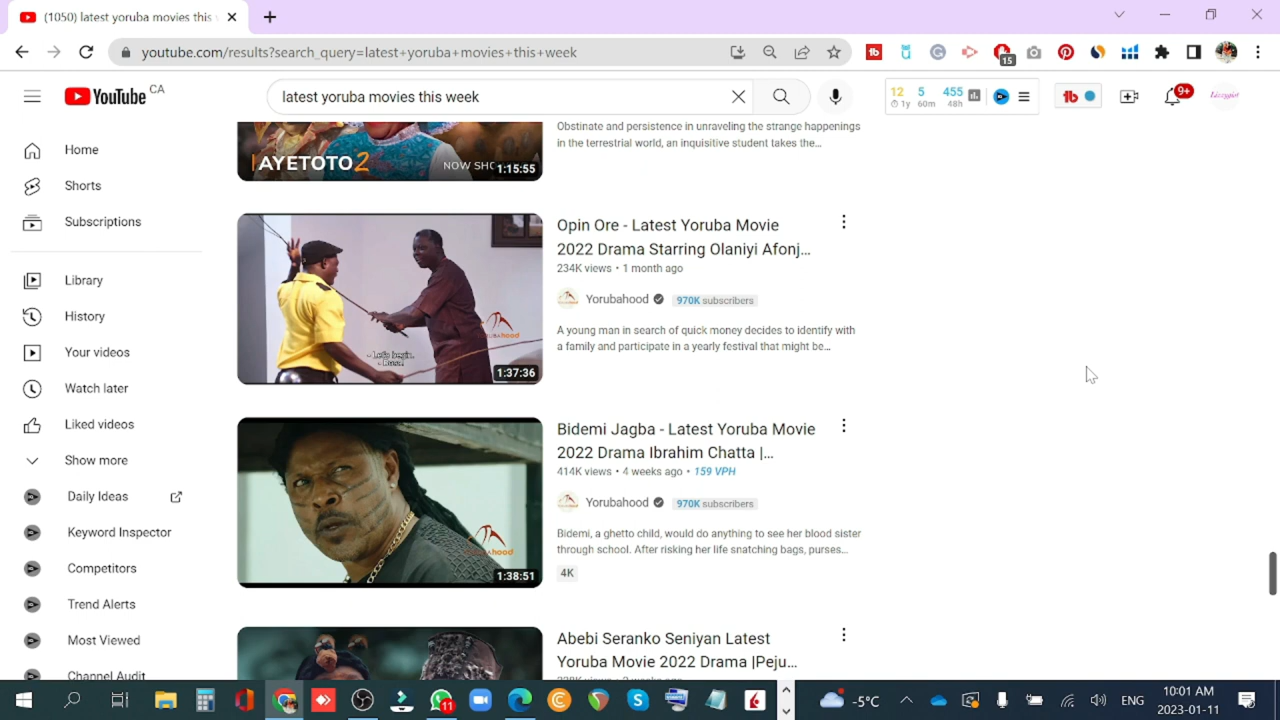 (1050) latest yoruba movies this
youtube.com/results?search_query=latest+yoruba+movies+this+week
15
YouTube CA
latest yoruba movies this week
12 5 455
1y 60m 48h
9+
Home
Shorts
Subscriptions
Library
History
Your videos
Watch later
Liked videos
Show more
Daily Ideas
Keyword Inspector
Competitors
Trend Alerts
Most Viewed
Channel Audit
AYETOTO 2
1:15:55
Obstinate and persistence in unraveling the strange happenings
in the terrestrial world, an inquisitive student takes the...
- Let's begin.
1:37:36
Opin Ore - Latest Yoruba Movie
2022 Drama Starring Olaniyi Afonj...
234K views • 1 month ago
Yorubahood
970K subscribers
A young man in search of quick money decides to identify with
a family and participate in a yearly festival that might be...
1:38:51
Bidemi Jagba - Latest Yoruba Movie
2022 Drama Ibrahim Chatta |...
414K views • 4 weeks ago • 159 VPH
Yorubahood
970K subscribers
Bidemi, a ghetto child, would do anything to see her blood sister
through school. After risking her life snatching bags, purses...
4K
Abebi Seranko Seniyan Latest
Yoruba Movie 2022 Drama |Peju...
11
-5°C
ENG
10:01 AM
2023-01-11